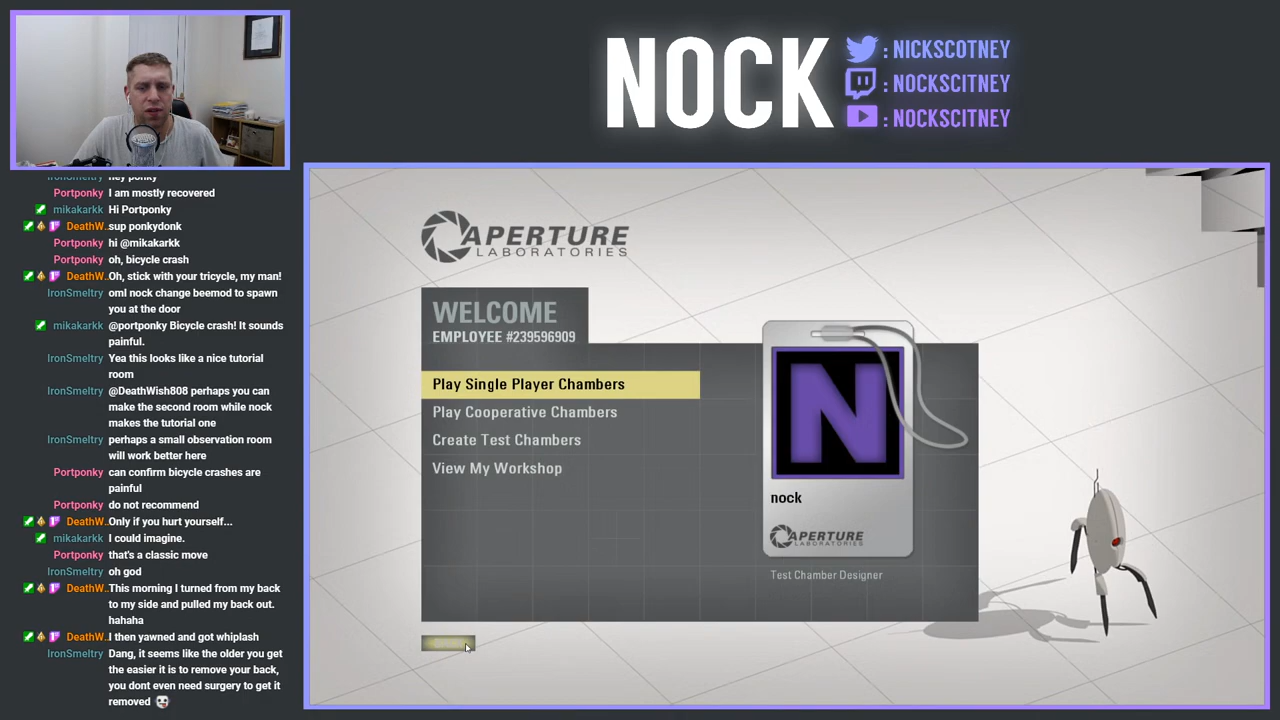 NOCK
: NICKSCOTNEY
: NOCKSCITNEY
: NOCKSCITNEY
IronSmeltry hey ponky
Portponky I am mostly recovered
mikakarkk Hi Portponky
DeathW.. sup ponkydonk
Portponky hi @mikakarkk
Portponky oh, bicycle crash
DeathW.. Oh, stick with your tricycle, my man!
IronSmeltry oml nock change beemod to spawn
you at the door
mikakarkk @portponky Bicycle crash! It sounds
painful.
IronSmeltry Yea this looks like a nice tutorial
room
IronSmeltry @DeathWish808 perhaps you can
make the second room while nock
makes the tutorial one
IronSmeltry perhaps a small observation room
will work better here
Portponky can confirm bicycle crashes are
painful
Portponky do not recommend
DeathW.. Only if you hurt yourself...
mikakarkk I could imagine.
Portponky that's a classic move
IronSmeltry oh god
DeathW.. This morning I turned from my back
to my side and pulled my back out.
hahaha
DeathW.. I then yawned and got whiplash
IronSmeltry Dang, it seems like the older you get
the easier it is to remove your back,
you dont even need surgery to get it
removed
APERTURE
LABORATORIES
WELCOME
EMPLOYEE #239596909
Play Single Player Chambers
Play Cooperative Chambers
Create Test Chambers
View My Workshop
N
nock
APERTURE
LABORATORIES
Test Chamber Designer